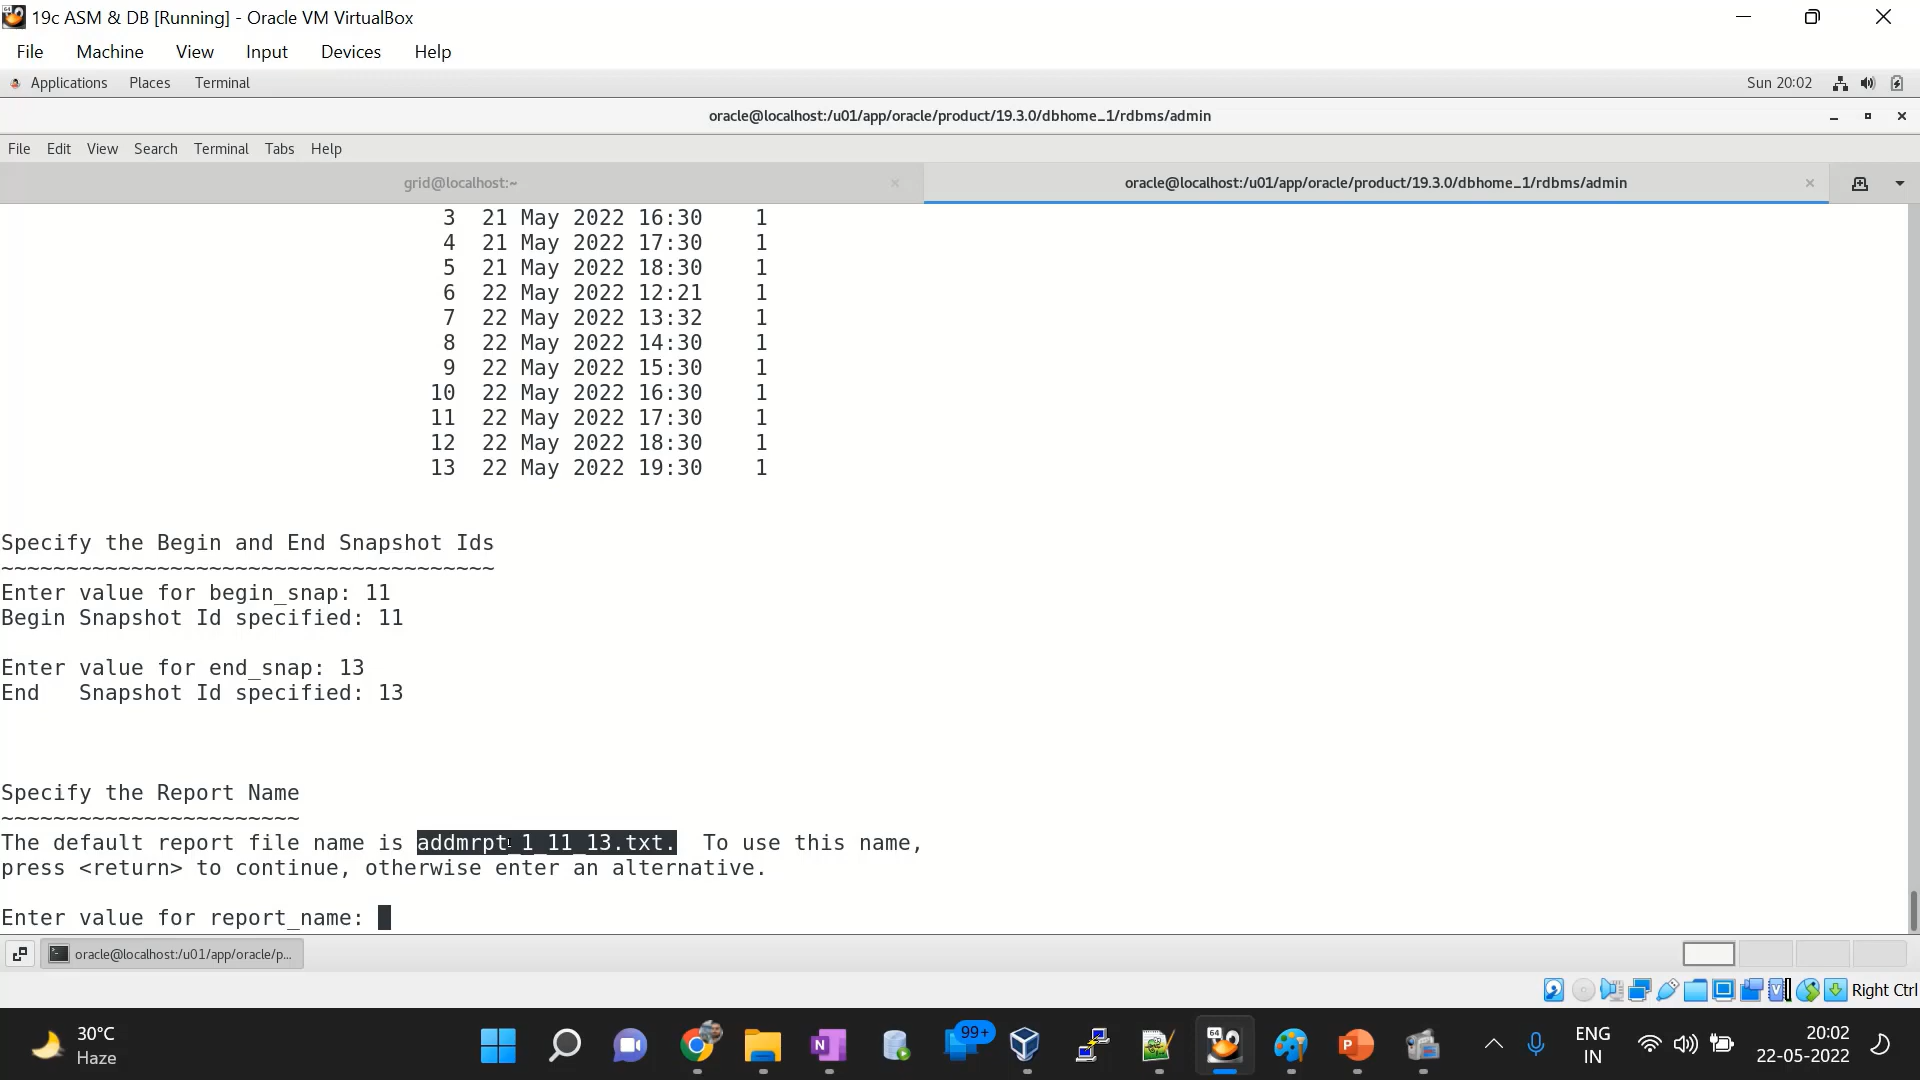 19c ASM & DB [Running] - Oracle VM VirtualBox
File Machine View Input Devices Help
Applications Places Terminal Sun 20:02
oracle@localhost:/u01/app/oracle/product/19.3.0/dbhome_1/rdbms/admin
File Edit View Search Terminal Tabs Help
grid@localhost:~ oracle@localhost:/u01/app/oracle/product/19.3.0/dbhome_1/rdbms/admin
3 21 May 2022 16:30 1
4 21 May 2022 17:30 1
5 21 May 2022 18:30 1
6 22 May 2022 12:21 1
7 22 May 2022 13:32 1
8 22 May 2022 14:30 1
9 22 May 2022 15:30 1
10 22 May 2022 16:30 1
11 22 May 2022 17:30 1
12 22 May 2022 18:30 1
13 22 May 2022 19:30 1
Specify the Begin and End Snapshot Ids
~~~~~~~~~~~~~~~~~~~~~~~~~~~~~~~~~~~~~~
Enter value for begin_snap: 11
Begin Snapshot Id specified: 11
Enter value for end_snap: 13
End   Snapshot Id specified: 13
Specify the Report Name
~~~~~~~~~~~~~~~~~~~~~~~
The default report file name is addmrpt_1_11_13.txt.  To use this name,
press <return> to continue, otherwise enter an alternative.
Enter value for report_name:
oracle@localhost:/u01/app/oracle/p...
Right Ctrl
30°C
Haze
99+
64
ENG
IN
20:02
22-05-2022